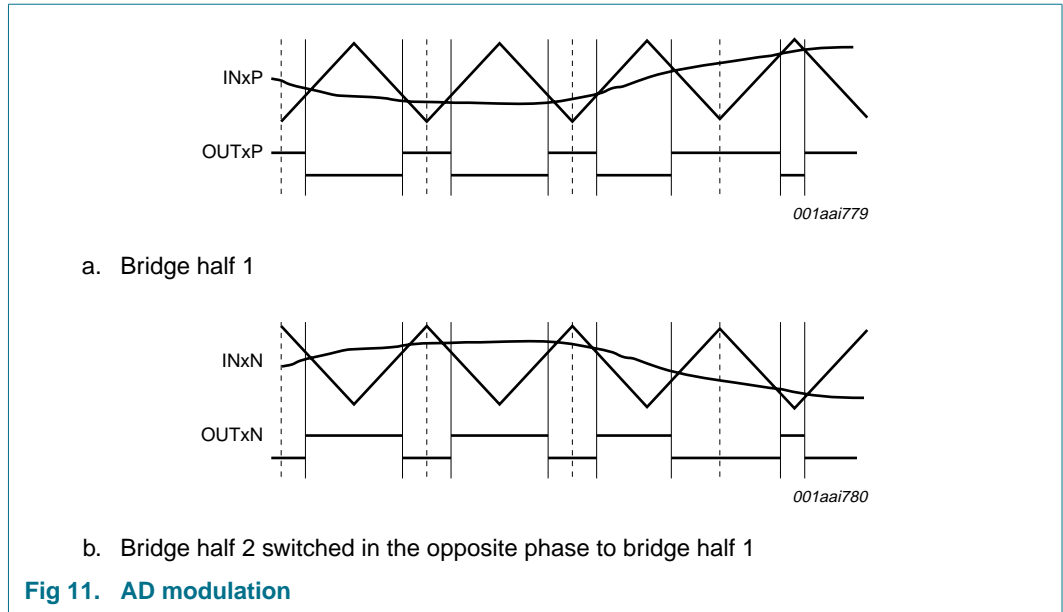 INxP
OUTxP
001aai779
a. Bridge half 1
INxN
OUTxN
001aai780
b. Bridge half 2 switched in the opposite phase to bridge half 1
Fig 11. AD modulation